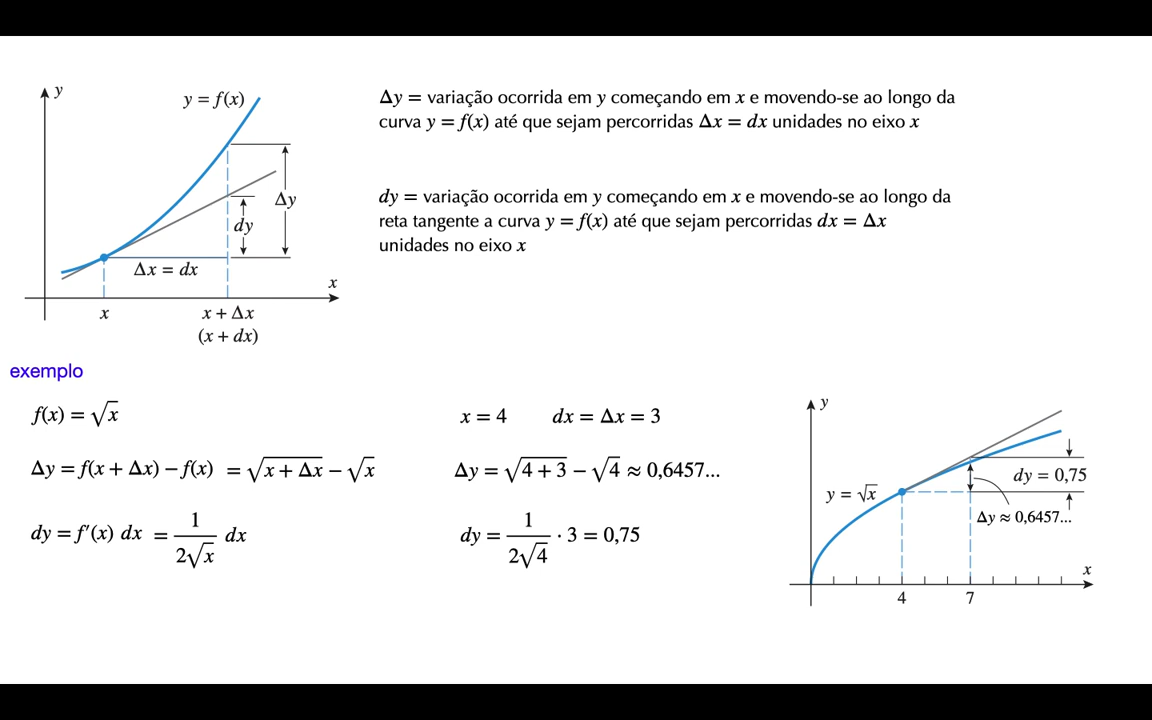 y
y = f(x)
Δy
dy
Δx = dx
x
x
x + Δx
(x + dx)
Δy = variação ocorrida em y começando em x e movendo-se ao longo da
curva y = f(x) até que sejam percorridas Δx = dx unidades no eixo x
dy = variação ocorrida em y começando em x e movendo-se ao longo da
reta tangente a curva y = f(x) até que sejam percorridas dx = Δx
unidades no eixo x
exemplo
f(x) = √x
Δy = f(x + Δx) − f(x) = √(x + Δx) − √x
dy = f′(x) dx = 1/(2√x) dx
x = 4 dx = Δx = 3
Δy = √(4 + 3) − √4 ≈ 0,6457...
dy = 1/(2√4) · 3 = 0,75
y
y = √x
dy = 0,75
Δy ≈ 0,6457...
x
4 7